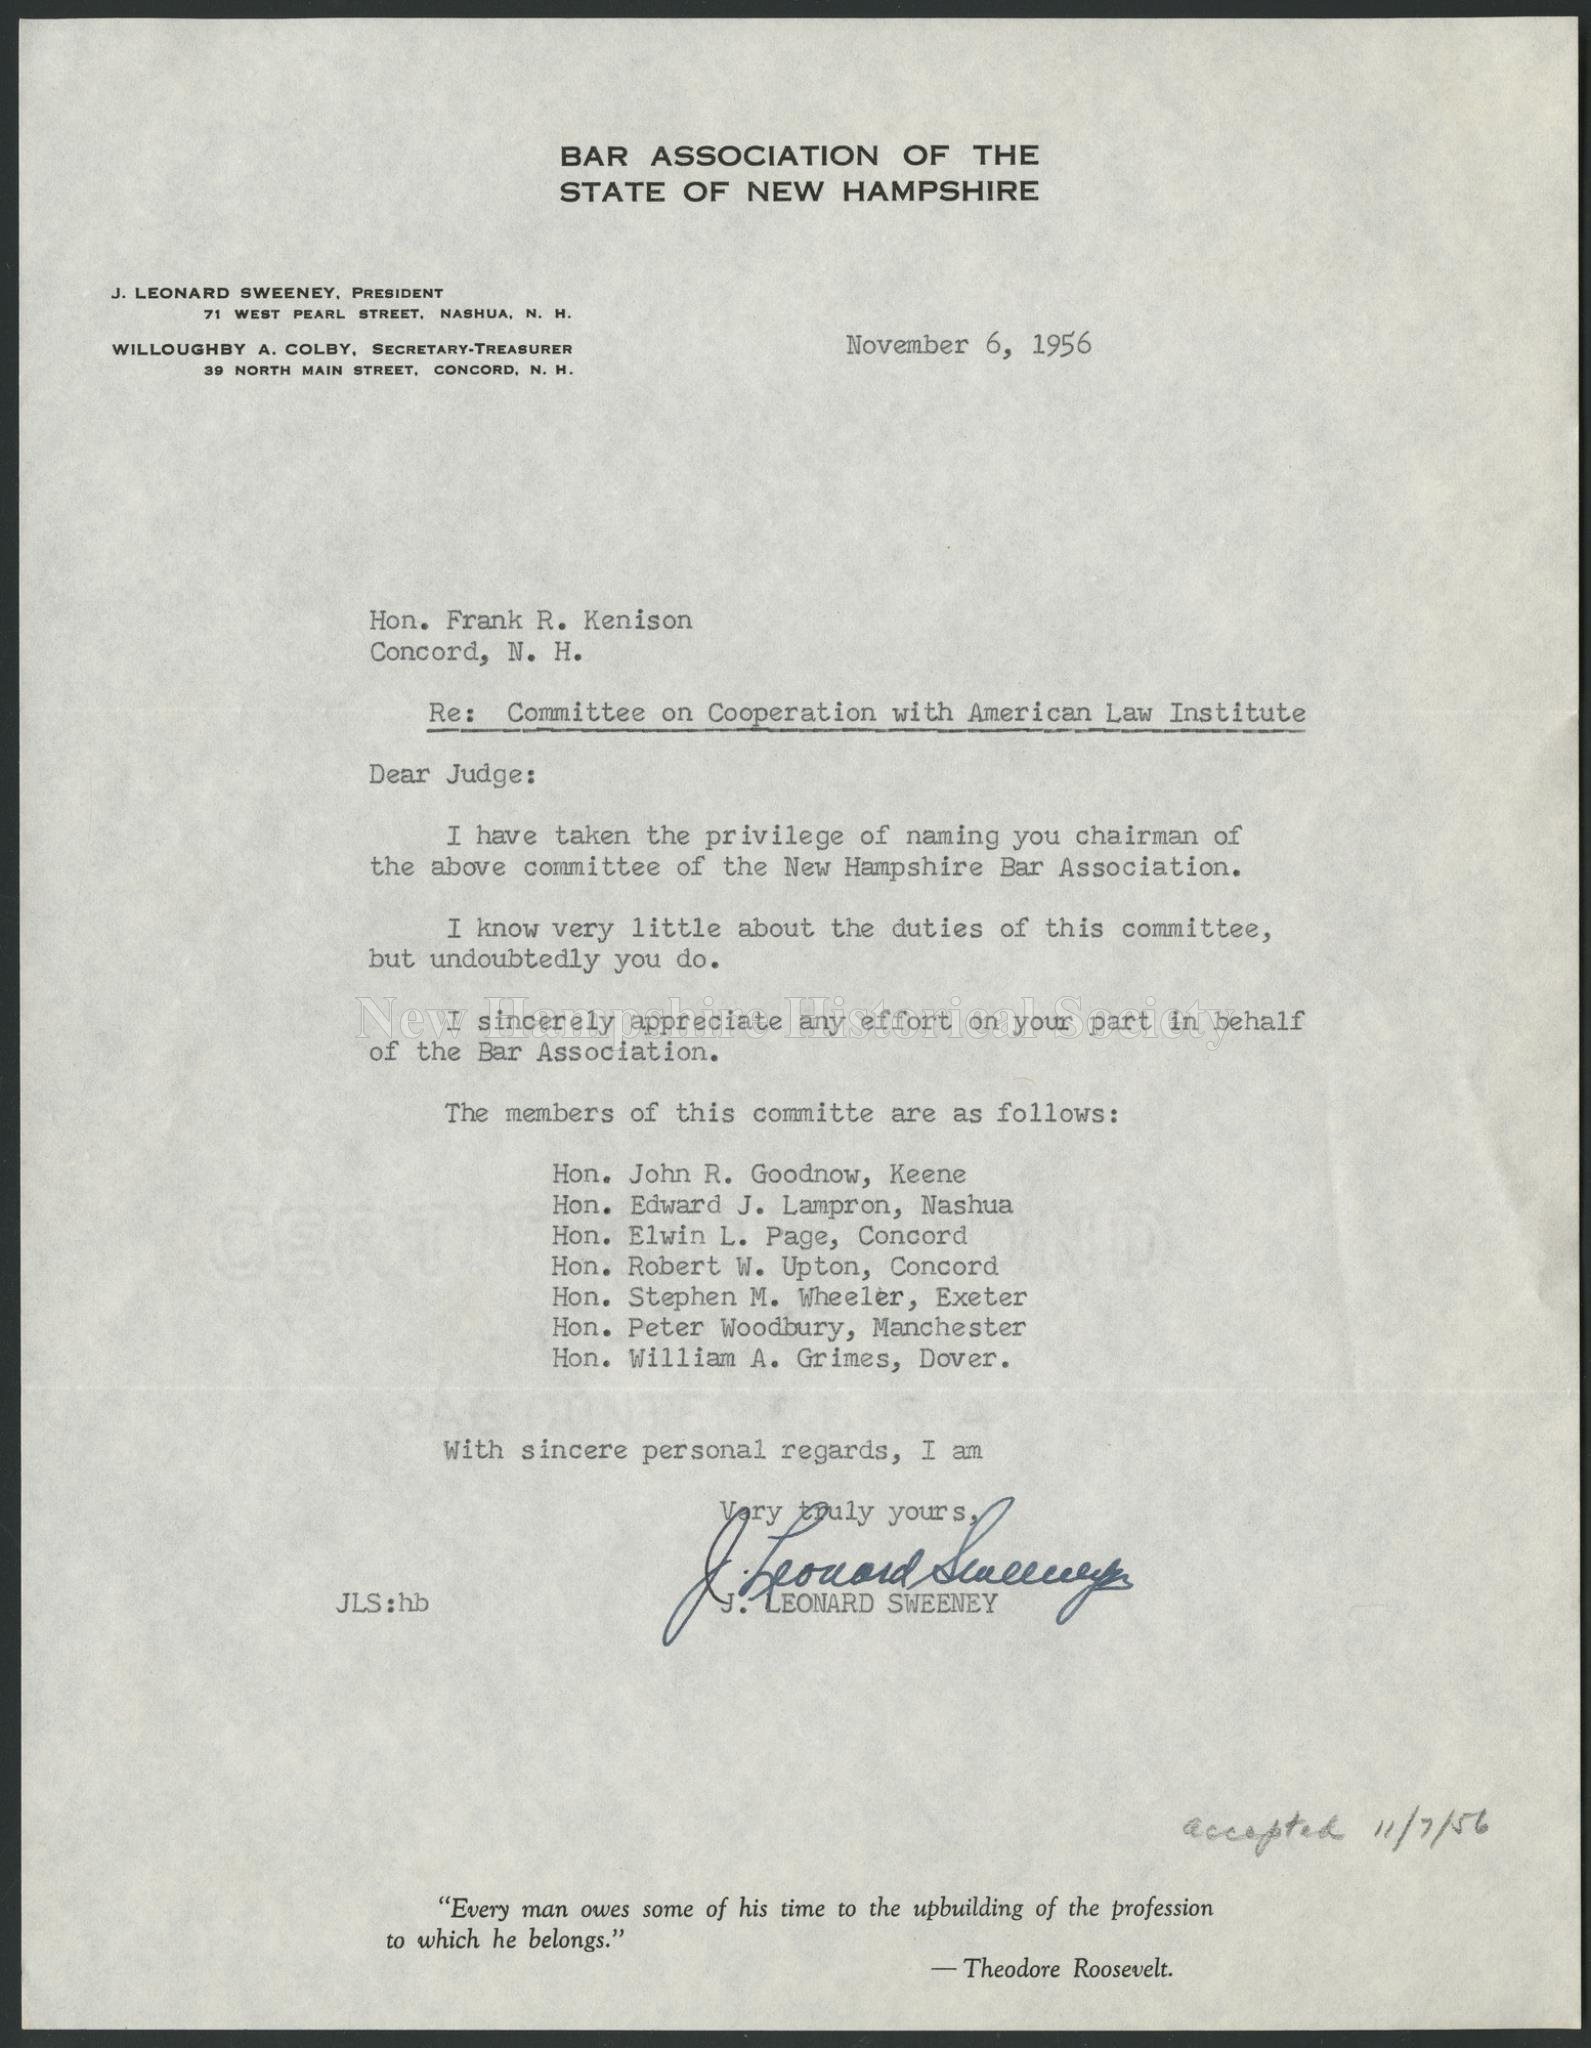 BAR ASSOCIATION OF THE
STATE OF NEW HAMPSHIRE
J. LEONARD SWEENEY, PRESIDENT
71 WEST PEARL STREET, NASHUA, N. H.
WILLOUGHBY A. COLBY, SECRETARY-TREASURER
39 NORTH MAIN STREET, CONCORD, N. H.
November 6, 1956
Hon. Frank R. Kenison
Concord, N. H.
Re: Committee on Cooperation with American Law Institute
Dear Judge:
I have taken the privilege of naming you chairman of
the above committee of the New Hampshire Bar Association.
I know very little about the duties of this committee,
but undoubtedly you do.
New Hampshire Historical Society
I sincerely appreciate any effort on your part in behalf
of the Bar Association.
The members of this committe are as follows:
Hon. John R. Goodnow, Keene
Hon. Edward J. Lampron, Nashua
Hon. Elwin L. Page, Concord
Hon. Robert W. Upton, Concord
Hon. Stephen M. Wheeler, Exeter
Hon. Peter Woodbury, Manchester
Hon. William A. Grimes, Dover.
With sincere personal regards, I am
Very truly yours,
J. Leonard Sweeney
JLS:hb J. LEONARD SWEENEY
accepted 11/7/56
"Every man owes some of his time to the upbuilding of the profession
to which he belongs."
— Theodore Roosevelt.